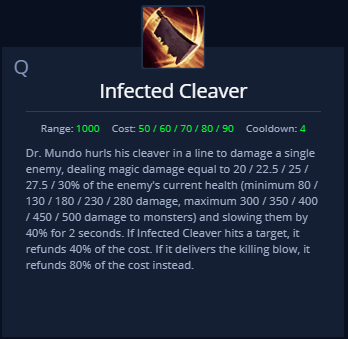 Q
Infected Cleaver
Range: 1000 Cost: 50 / 60 / 70 / 80 / 90 Cooldown: 4
Dr. Mundo hurls his cleaver in a line to damage a single
enemy, dealing magic damage equal to 20 / 22.5 / 25 /
27.5 / 30% of the enemy's current health (minimum 80 /
130 / 180 / 230 / 280 damage, maximum 300 / 350 / 400
/ 450 / 500 damage to monsters) and slowing them by
40% for 2 seconds. If Infected Cleaver hits a target, it
refunds 40% of the cost. If it delivers the killing blow, it
refunds 80% of the cost instead.